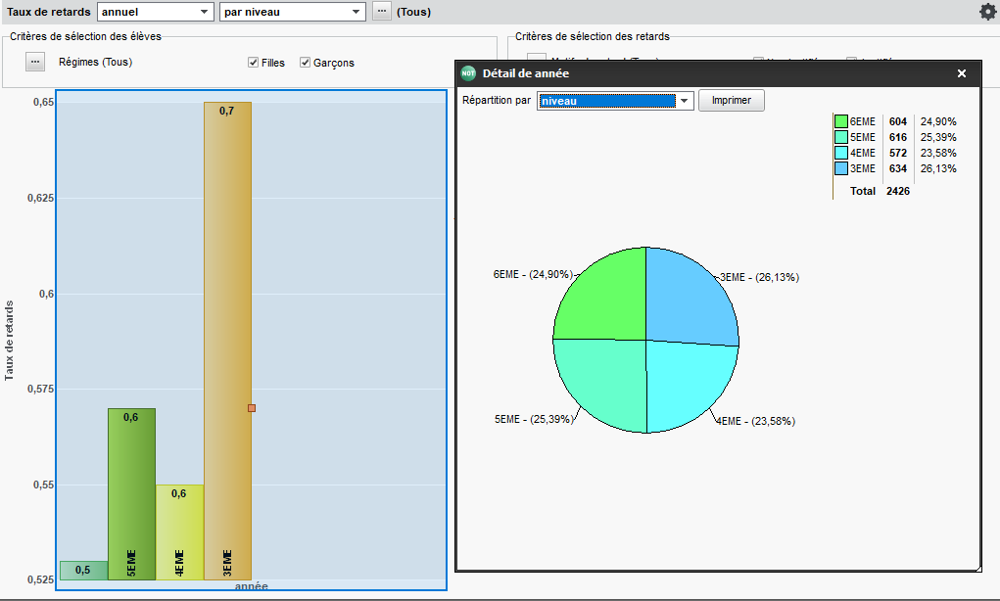 Taux de retards annuel par niveau ... (Tous)
Critères de sélection des élèves
... Régimes (Tous) Filles Garçons
Critères de sélection des retards
Détail de année
Répartition par niveau Imprimer
6EME 604 24,90%
5EME 616 25,39%
4EME 572 23,58%
3EME 634 26,13%
Total 2426
6EME - (24,90%)
3EME - (26,13%)
5EME - (25,39%)
4EME - (23,58%)
Taux de retards
0,65
0,625
0,6
0,575
0,55
0,525
0,5
0,6
0,6
0,7
5EME
4EME
3EME
année